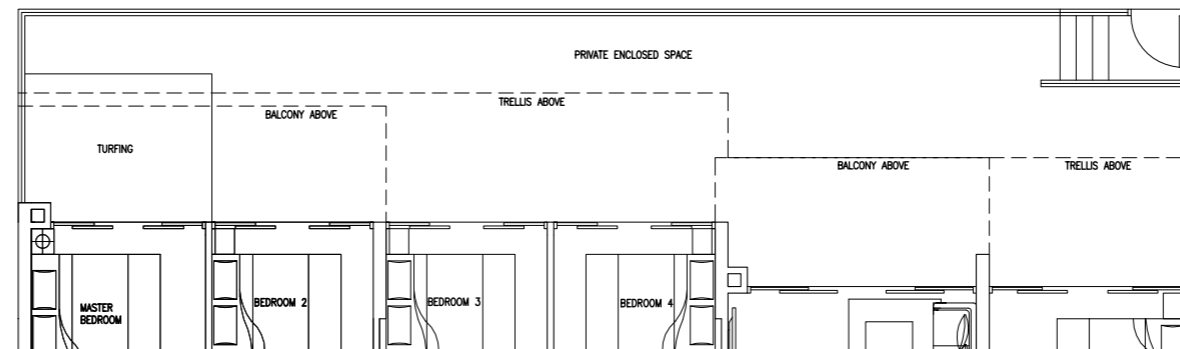 PRIVATE ENCLOSED SPACE
TRELLIS ABOVE
BALCONY ABOVE
TURFING
BALCONY ABOVE
TRELLIS ABOVE
MASTER
BEDROOM
BEDROOM 2
BEDROOM 3
BEDROOM 4